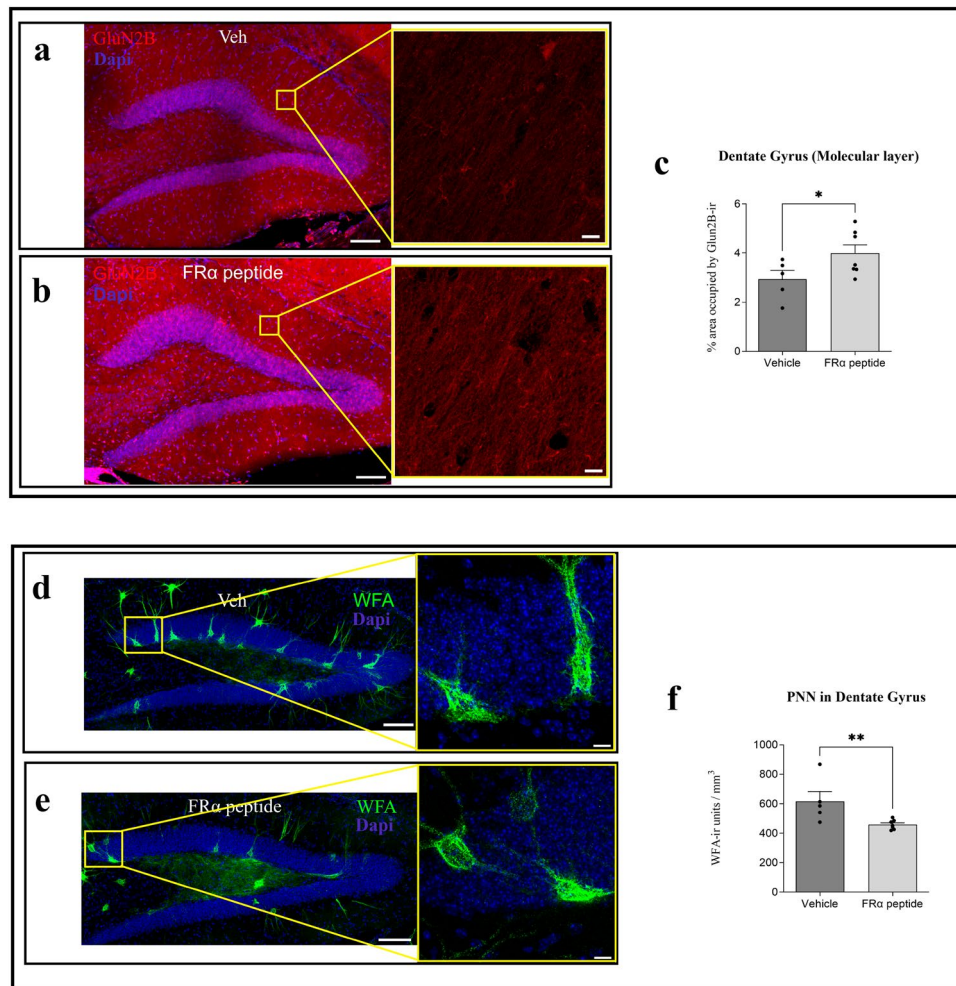 a
GluN2B
Dapi
Veh
b
GluN2B
Dapi
FRα peptide
c
Dentate Gyrus (Molecular layer)
*
% area occupied by Glun2B-ir
6
4
2
0
Vehicle
FRα peptide
d
Veh
WFA
Dapi
e
FRα peptide
WFA
Dapi
f
PNN in Dentate Gyrus
**
WFA-ir units / mm³
1000
800
600
400
200
0
Vehicle
FRα peptide